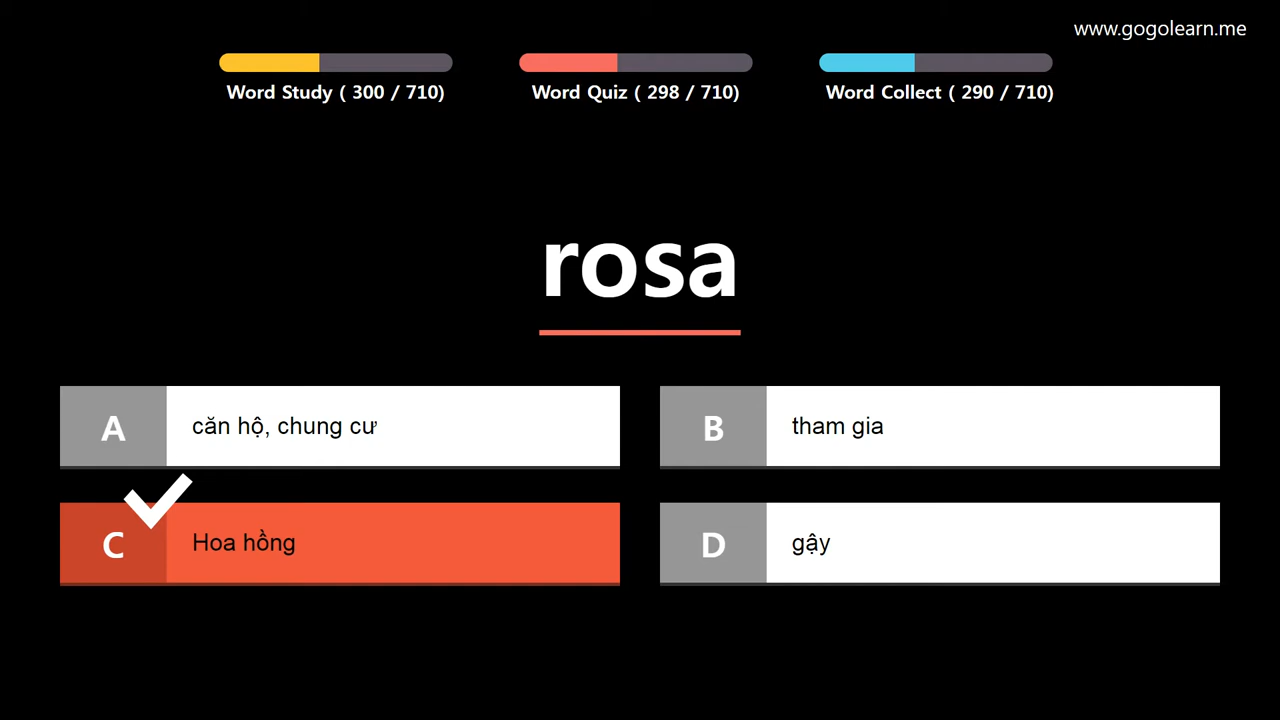 www.gogolearn.me
Word Study ( 300 / 710)
Word Quiz ( 298 / 710)
Word Collect ( 290 / 710)
rosa
A
căn hộ, chung cư
B
tham gia
C
Hoa hồng
D
gậy